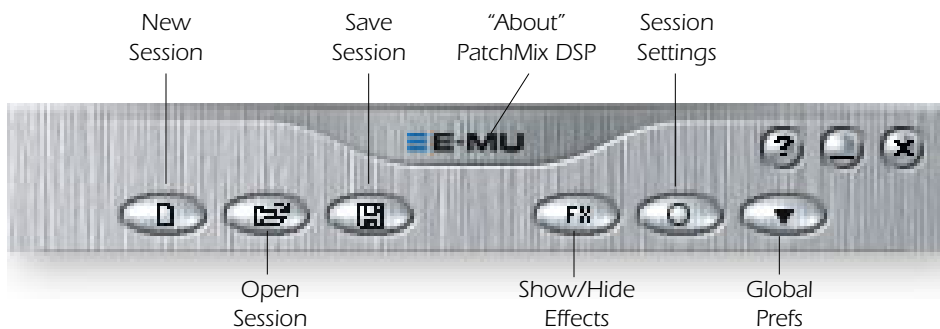 New
Session
Save
Session
“About”
PatchMix DSP
Session
Settings
E-MU
?
X
FX
Open
Session
Show/Hide
Effects
Global
Prefs